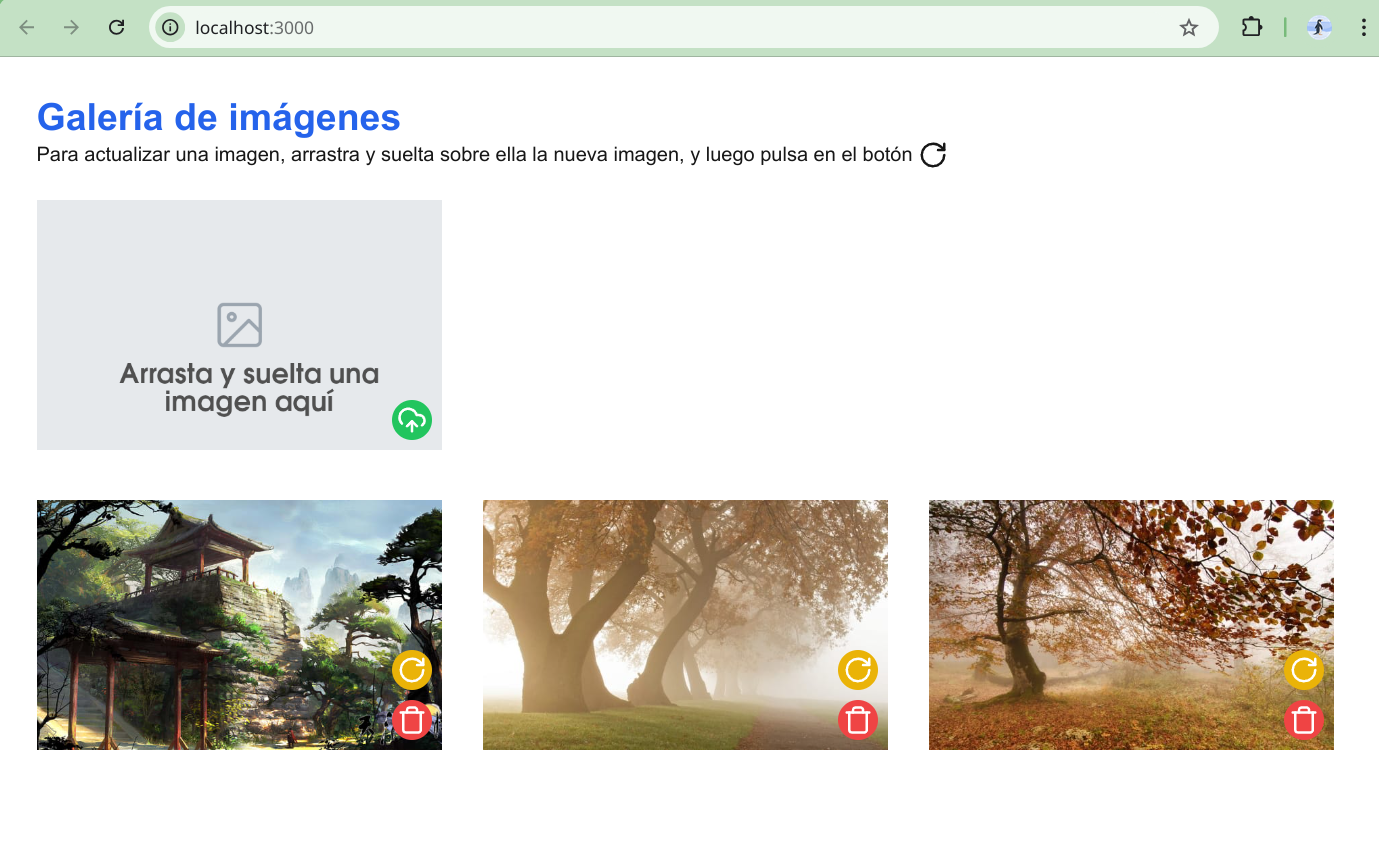 localhost:3000
Galería de imágenes
Para actualizar una imagen, arrastra y suelta sobre ella la nueva imagen, y luego pulsa en el botón
Arrasta y suelta una
imagen aquí